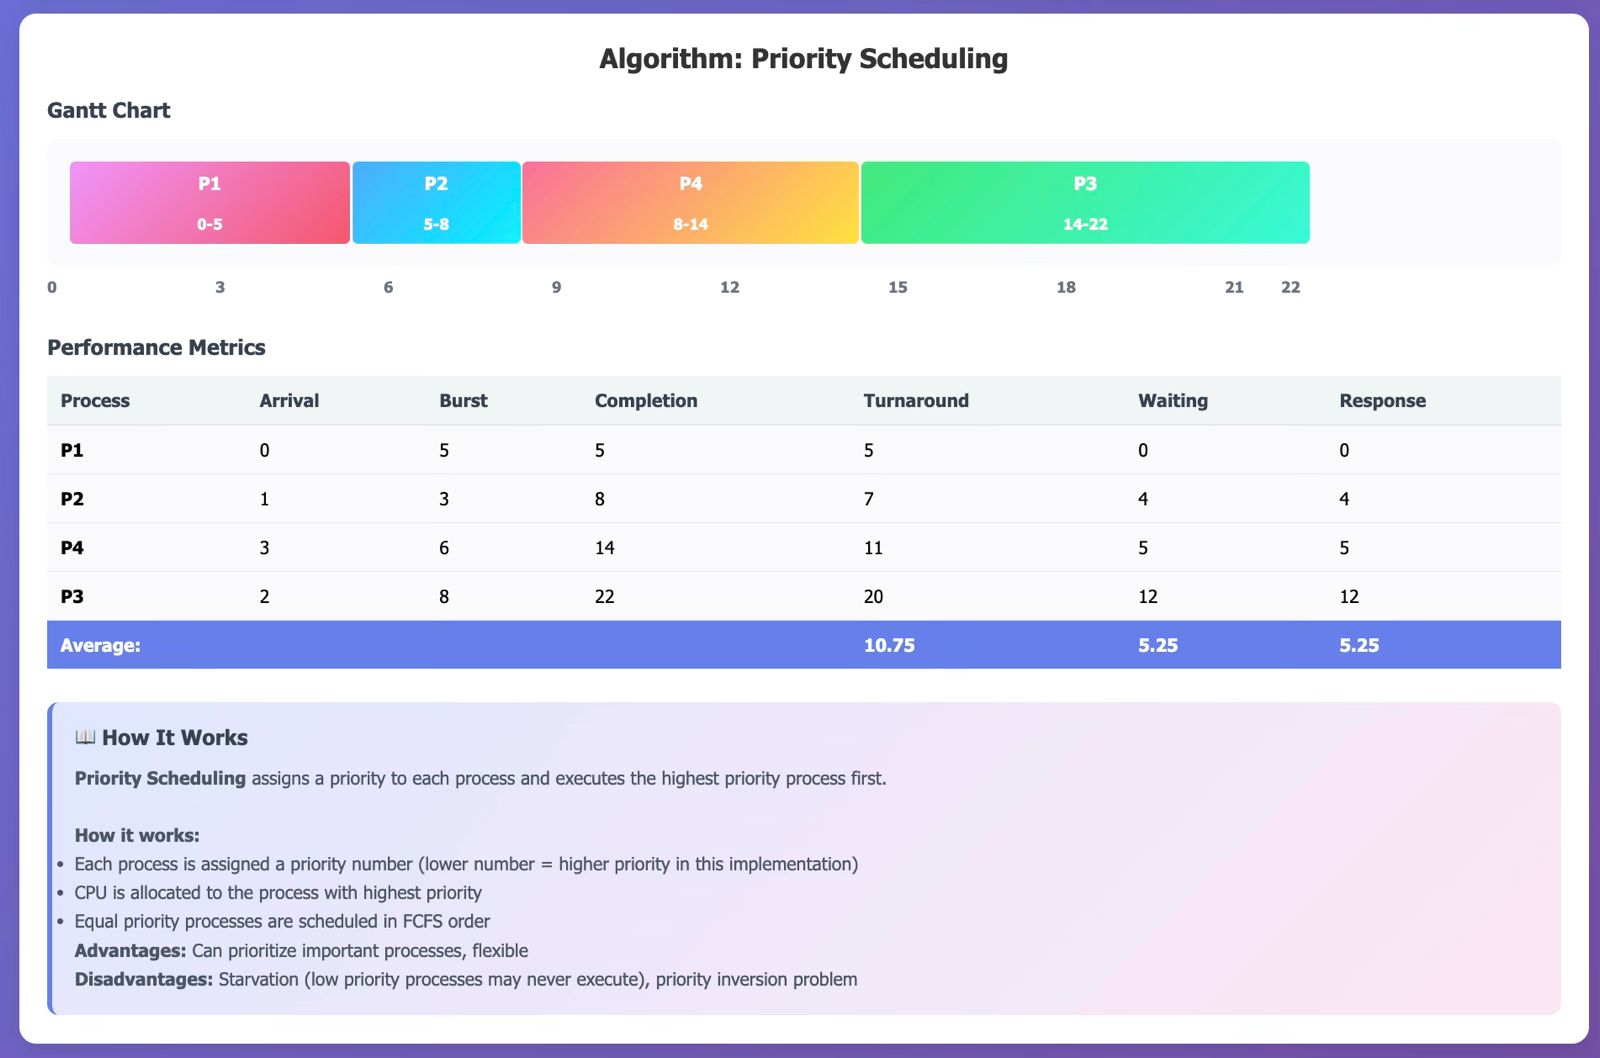 Algorithm: Priority Scheduling
Gantt Chart
P1 P2 P4 P3
0-5 5-8 8-14 14-22
0 3 6 9 12 15 18 21 22
Performance Metrics
Process Arrival Burst Completion Turnaround Waiting Response
P1 0 5 5 5 0 0
P2 1 3 8 7 4 4
P4 3 6 14 11 5 5
P3 2 8 22 20 12 12
Average: 10.75 5.25 5.25
📖 How It Works
Priority Scheduling assigns a priority to each process and executes the highest priority process first.
How it works:
• Each process is assigned a priority number (lower number = higher priority in this implementation)
• CPU is allocated to the process with highest priority
• Equal priority processes are scheduled in FCFS order
Advantages: Can prioritize important processes, flexible
Disadvantages: Starvation (low priority processes may never execute), priority inversion problem